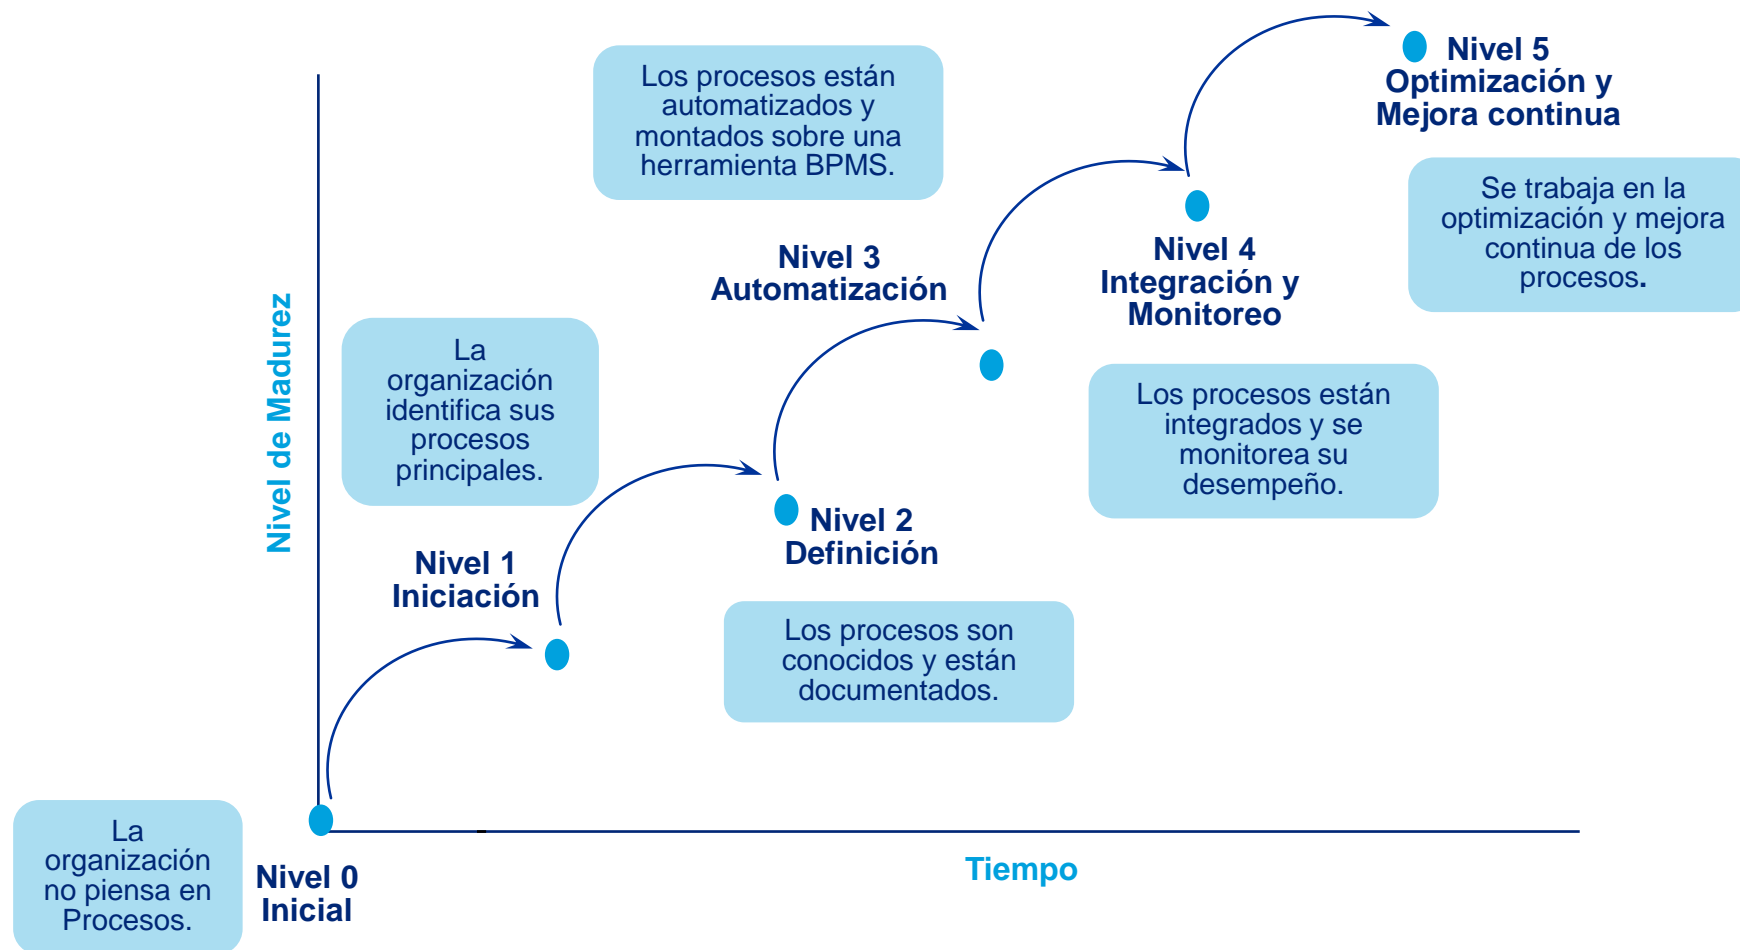 Nivel 5
Optimización y
Mejora continua
Los procesos están
automatizados y
montados sobre una
herramienta BPMS.
Se trabaja en la
optimización y mejora
continua de los
procesos.
Nivel 4
Integración y
Monitoreo
Nivel 3
Automatización
Nivel de Madurez
La
organización
identifica sus
procesos
principales.
Los procesos están
integrados y se
monitorea su
desempeño.
Nivel 2
Definición
Nivel 1
Iniciación
Los procesos son
conocidos y están
documentados.
La
organización
no piensa en
Procesos.
Nivel 0
Inicial
Tiempo